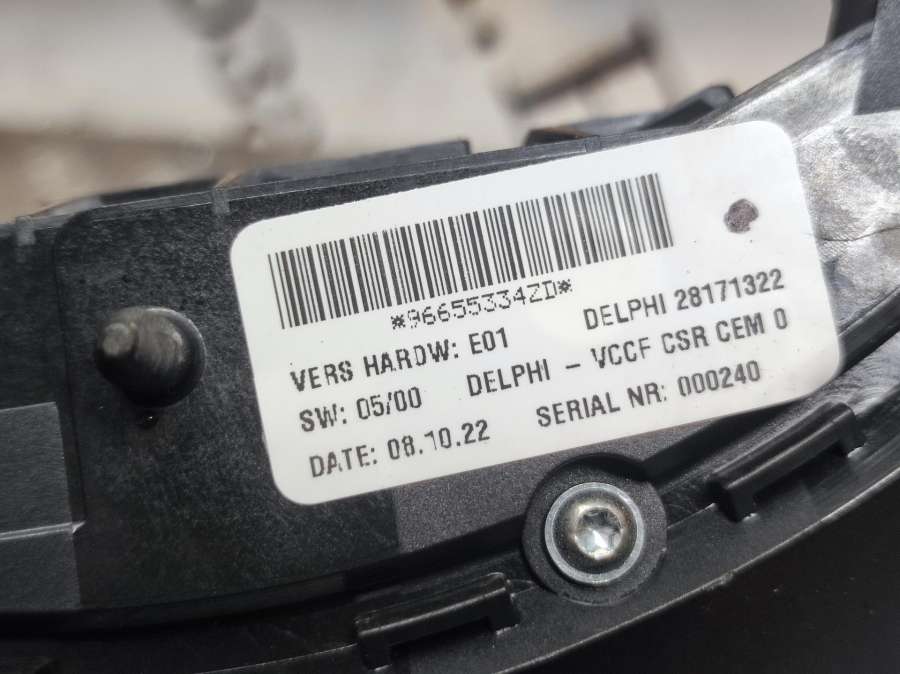 *96655334ZD*
VERS HARDW: E01 DELPHI 28171322
SW: 05/00 DELPHI - VCCF CSR CEM 0
DATE: 08.10.22 SERIAL NR: 000240